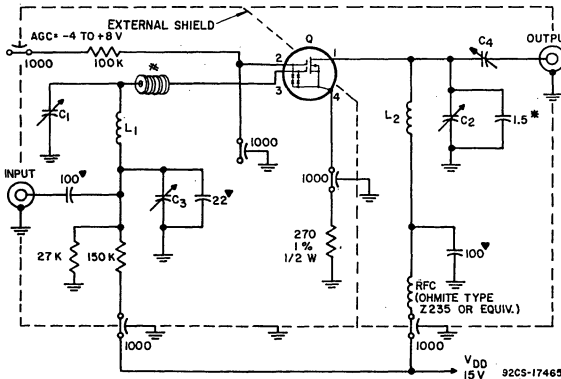 EXTERNAL SHIELD
AGC* -4 TO +8 V
1000
100K
*
Q
1
2
3
4
C4
OUTPUT
C1
L1
1000
L2
C2
1.5*
INPUT
100▼
C3
22▼
1000
27 K
150K
270
1 %
1/2 W
100▼
RFC
(OHMITE TYPE
Z235 OR EQUIV.)
1000
1000
VDD
15 V
92CS-17465